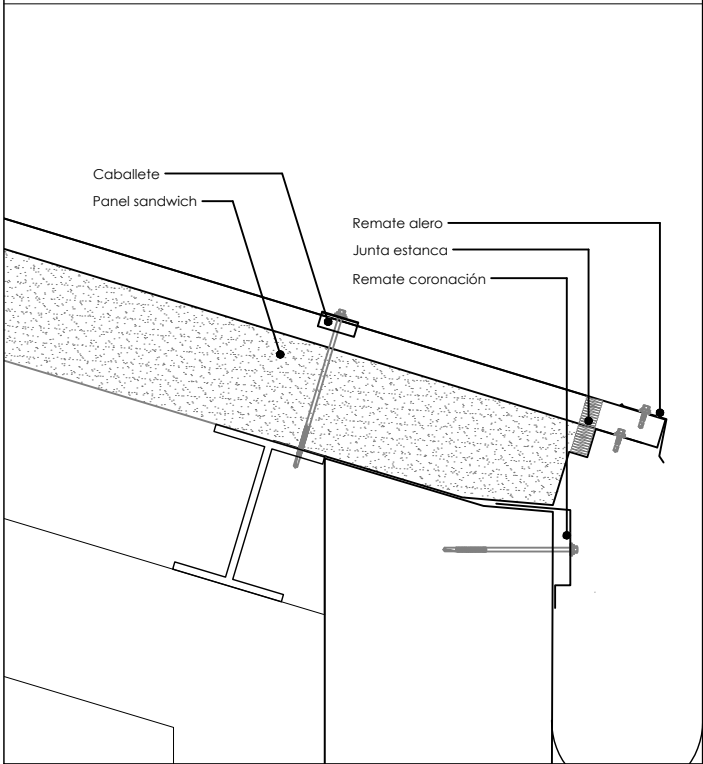 Caballete
Panel sandwich
Remate alero
Junta estanca
Remate coronación